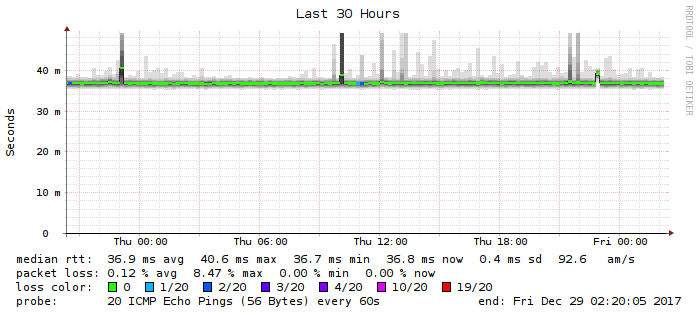 Last 30 Hours
RRDTOOL / TOBI OETIKER
Seconds
40 m
30 m
20 m
10 m
0
Thu 00:00 Thu 06:00 Thu 12:00 Thu 18:00 Fri 00:00
median rtt: 36.9 ms avg 40.6 ms max 36.7 ms min 36.8 ms now 0.4 ms sd 92.6 am/s
packet loss: 0.12 % avg 8.47 % max 0.00 % min 0.00 % now
loss color: 0 1/20 2/20 3/20 4/20 10/20 19/20
probe: 20 ICMP Echo Pings (56 Bytes) every 60s end: Fri Dec 29 02:20:05 2017